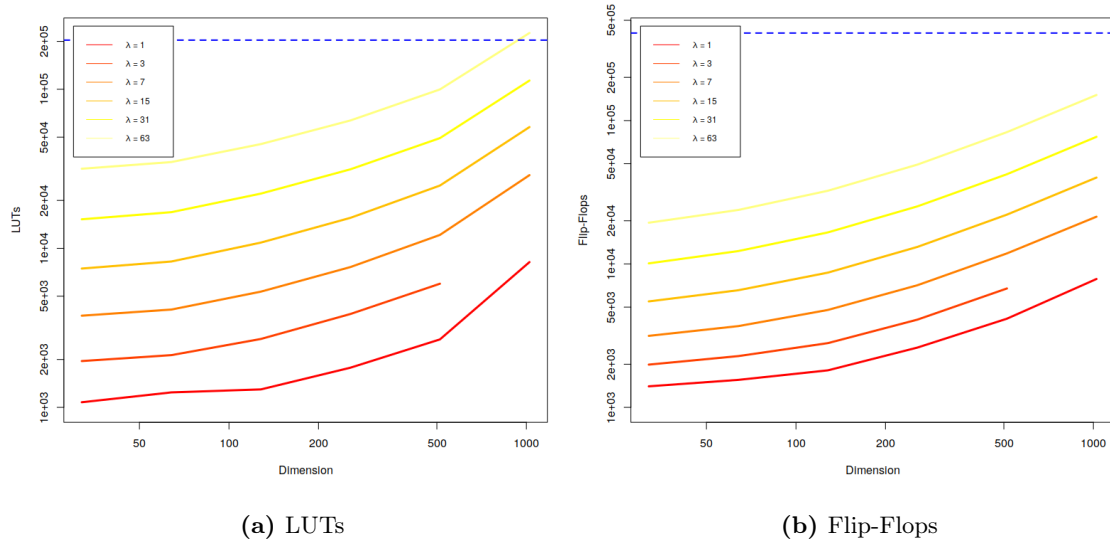 λ = 1
λ = 3
λ = 7
λ = 15
λ = 31
λ = 63
LUTs
2e+05
1e+05
5e+04
2e+04
1e+04
5e+03
2e+03
1e+03
50 100 200 500 1000
Dimension
(a) LUTs
λ = 1
λ = 3
λ = 7
λ = 15
λ = 31
λ = 63
Flip-Flops
5e+05
2e+05
1e+05
5e+04
2e+04
1e+04
5e+03
2e+03
1e+03
50 100 200 500 1000
Dimension
(b) Flip-Flops